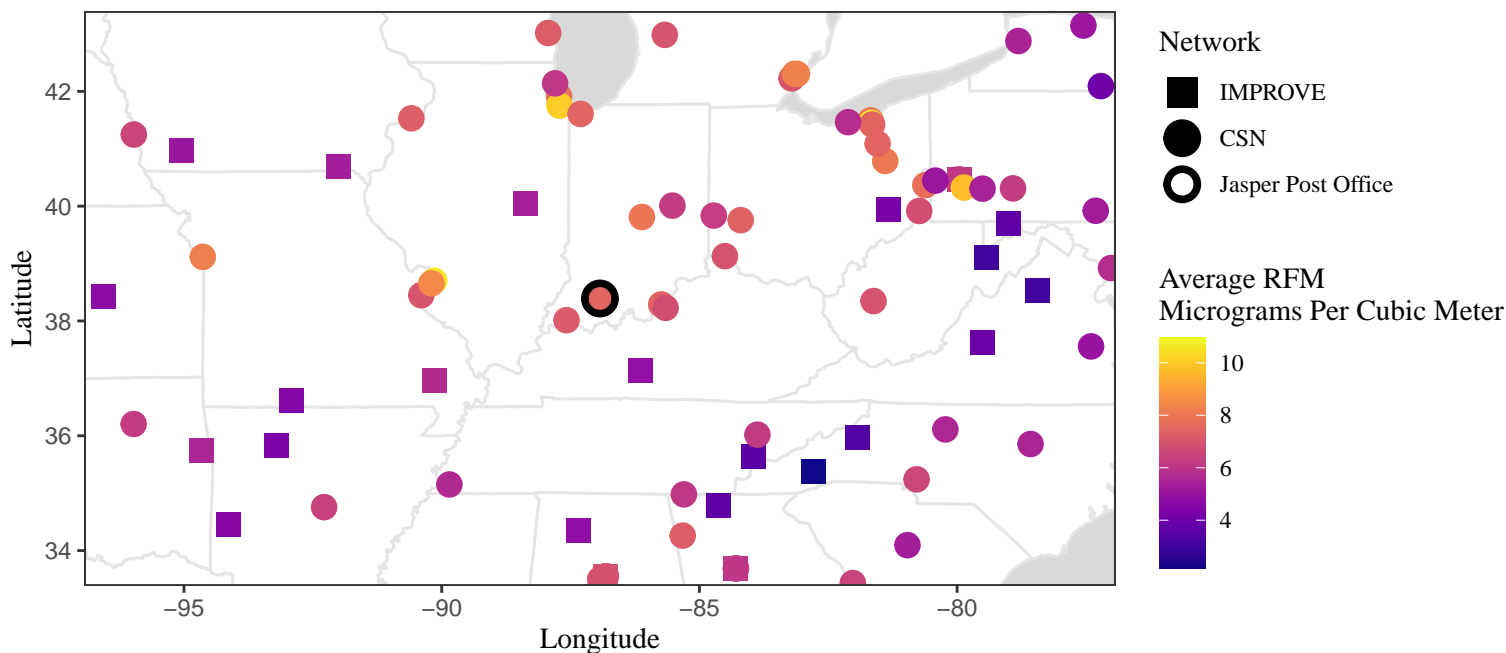 42
40
38
36
34
Latitude
−95
−90
−85
−80
Longitude
Network
IMPROVE
CSN
Jasper Post Office
Average RFM
Micrograms Per Cubic Meter
10
8
6
4